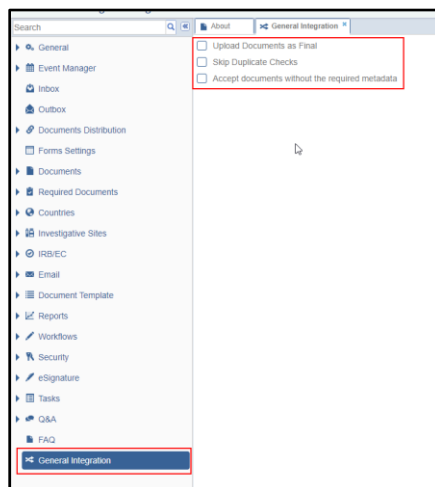 Search
About
General Integration
General
Event Manager
Inbox
Outbox
Documents Distribution
Forms Settings
Documents
Required Documents
Countries
Investigative Sites
IRB/EC
Email
Document Template
Reports
Workflows
Security
eSignature
Tasks
Q&A
FAQ
General Integration
Upload Documents as Final
Skip Duplicate Checks
Accept documents without the required metadata